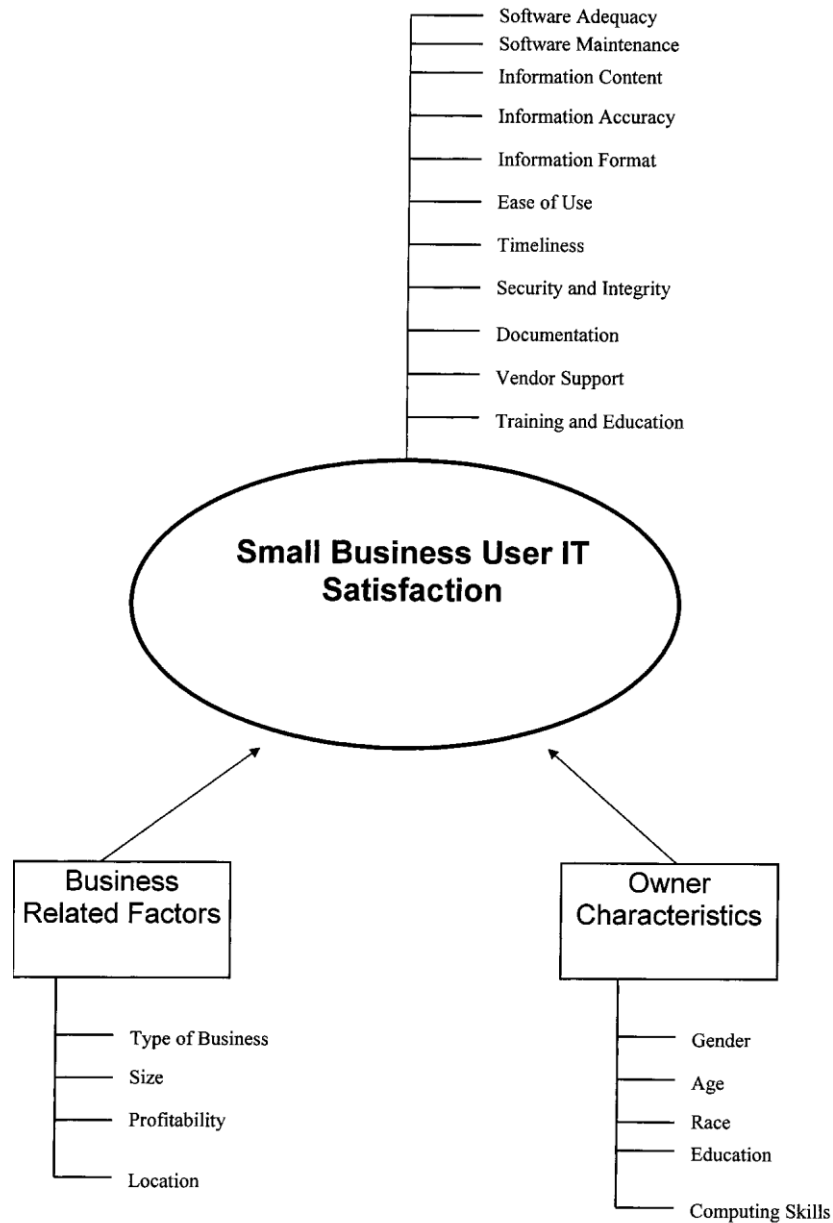 Software Adequacy
Software Maintenance
Information Content
Information Accuracy
Information Format
Ease of Use
Timeliness
Security and Integrity
Documentation
Vendor Support
Training and Education
Small Business User IT
Satisfaction
Business
Related Factors
Type of Business
Size
Profitability
Location
Owner
Characteristics
Gender
Age
Race
Education
Computing Skills